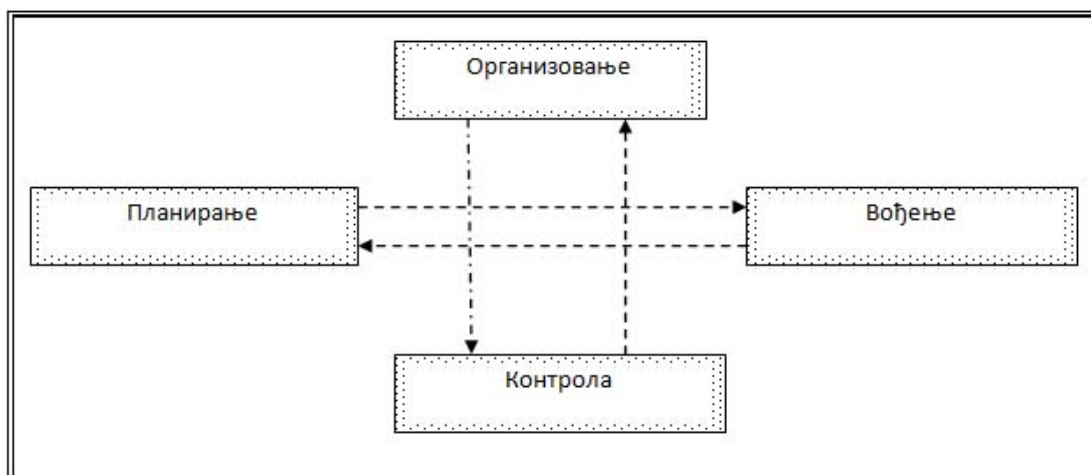 Организовање
Планирање
Вођење
Контрола